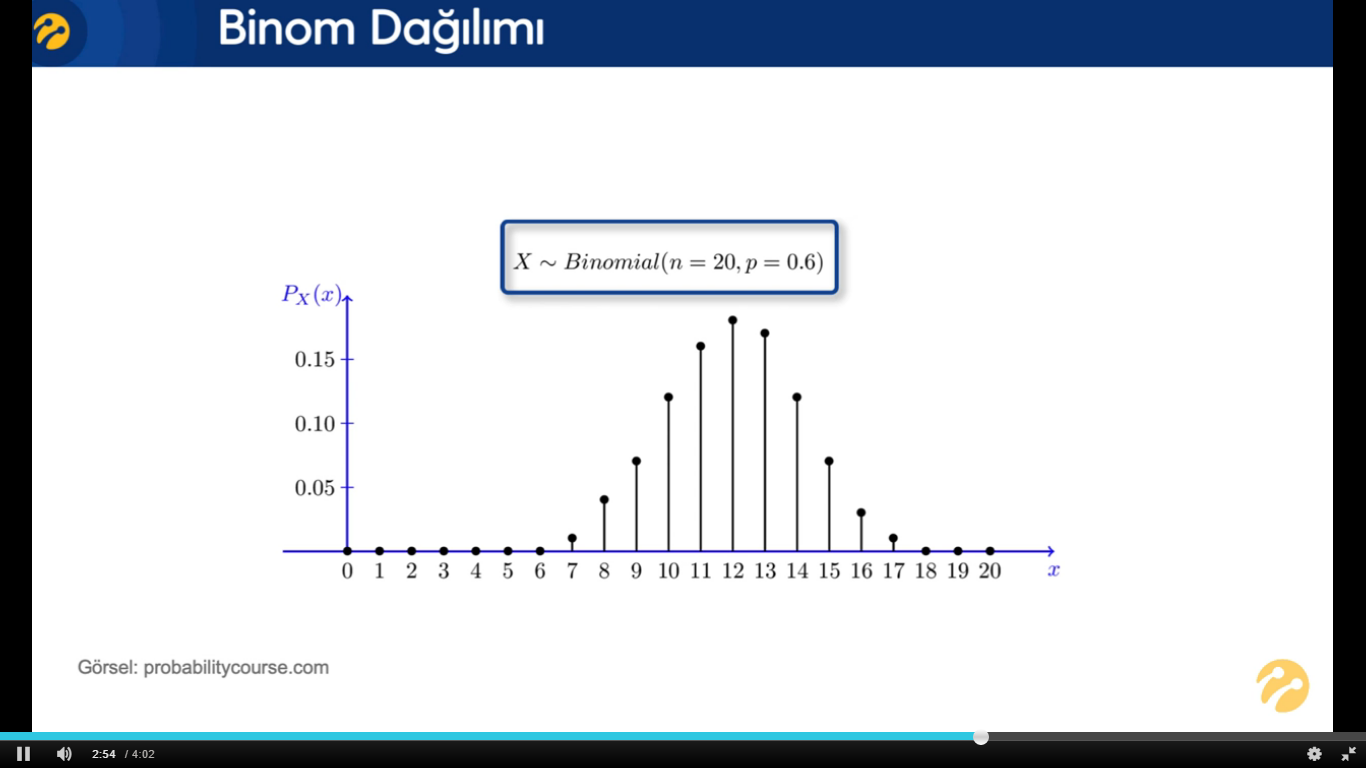 Binom Dağılımı
X ∼ Binomial(n = 20, p = 0.6)
P_X(x)
0.15
0.10
0.05
0 1 2 3 4 5 6 7 8 9 10 11 12 13 14 15 16 17 18 19 20 x
Görsel: probabilitycourse.com
2:54 / 4:02